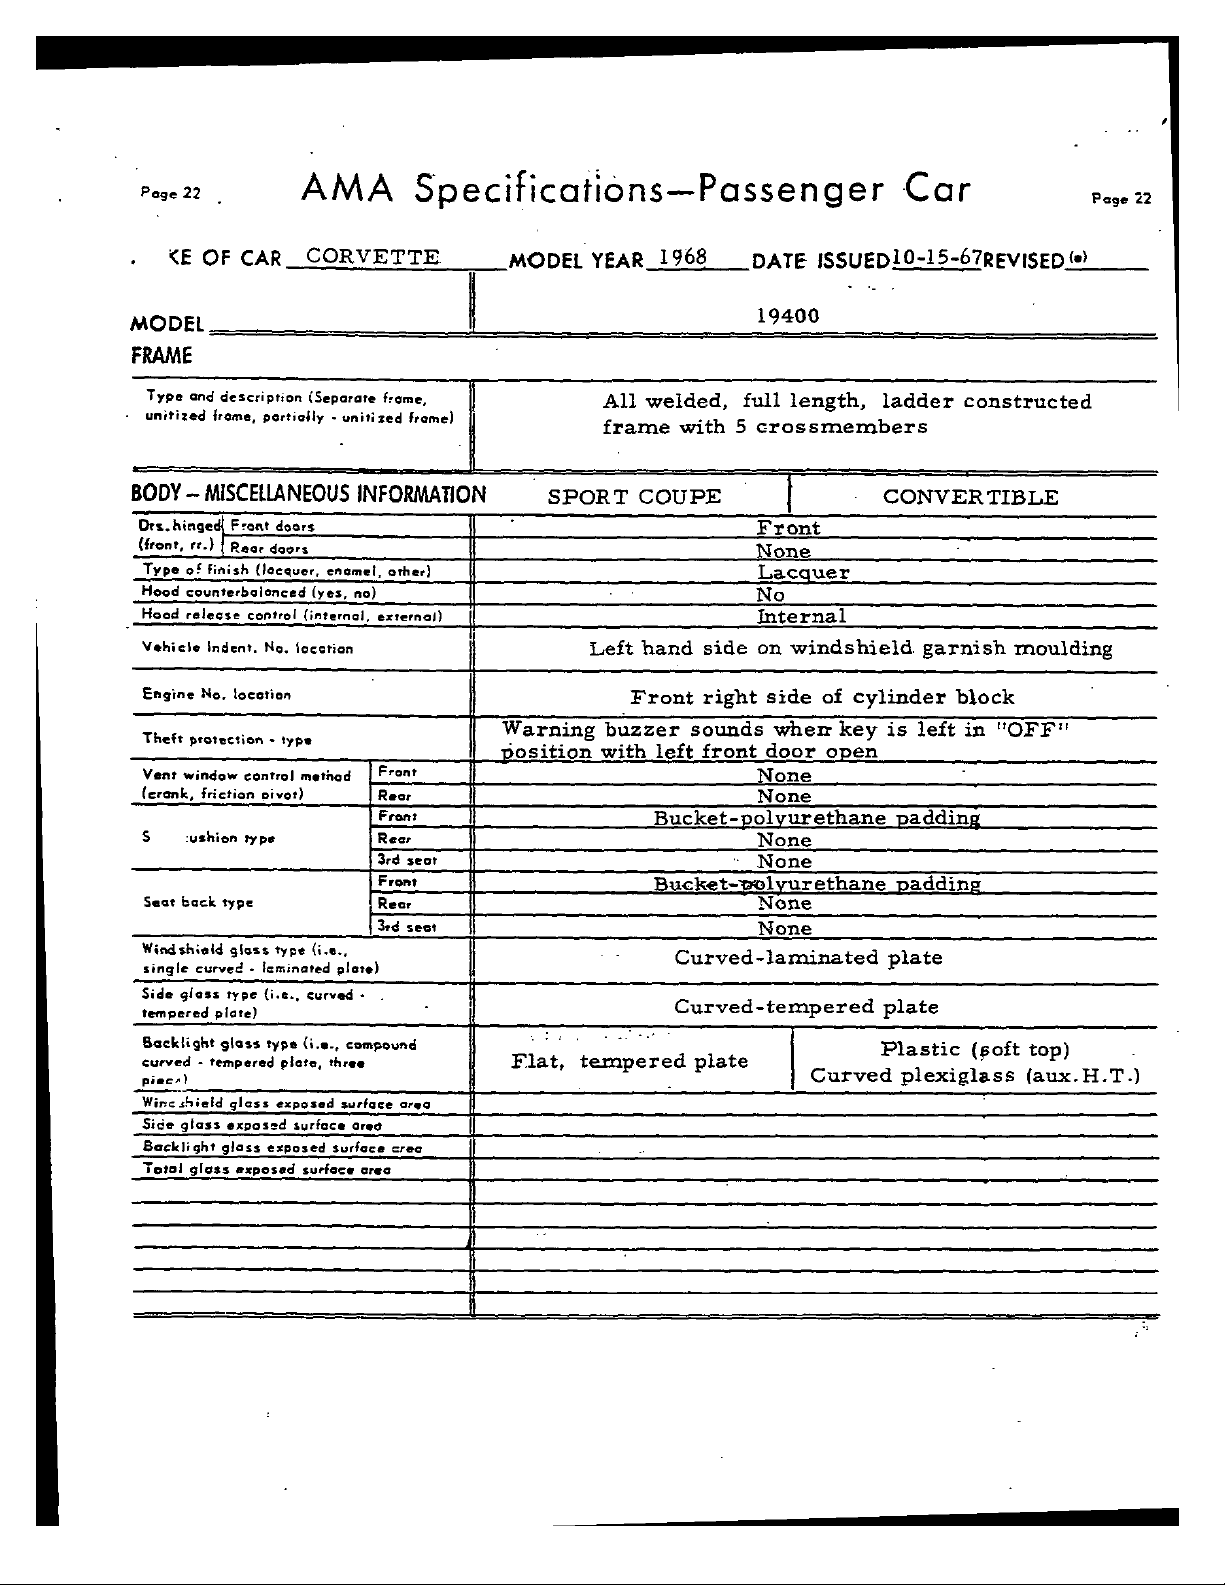 Page 22 AMA Specifications—Passenger Car Page 22
KE OF CAR CORVETTE MODEL YEAR 1968 DATE ISSUED 10-15-67 REVISED (•)
MODEL 19400
FRAME
Type and description (Separate frame, unitized frame, partially - unitized frame)
All welded, full length, ladder constructed
frame with 5 crossmembers
BODY – MISCELLANEOUS INFORMATION SPORT COUPE CONVERTIBLE
Drs. hinged (front, rr.) Front doors Front
Rear doors None
Type of finish (lacquer, enamel, other) Lacquer
Hood counterbalanced (yes, no) No
Hood release control (internal, external) Internal
Vehicle Indent. No. location Left hand side on windshield garnish moulding
Engine No. location Front right side of cylinder block
Theft protection - type Warning buzzer sounds when key is left in "OFF"
position with left front door open
Vent window control method Front None
(crank, friction pivot) Rear None
Front Bucket-polyurethane padding
S :ushion type Rear None
3rd seat None
Front Bucket-polyurethane padding
Seat back type Rear None
3rd seat None
Windshield glass type (i.e.,
single curved - laminated plate) Curved-laminated plate
Side glass type (i.e., curved -
tempered plate) Curved-tempered plate
Backlight glass type (i.e., compound
curved - tempered plate, three
piece) Flat, tempered plate Plastic (soft top)
Curved plexiglass (aux. H.T.)
Windshield glass exposed surface area
Side glass exposed surface area
Backlight glass exposed surface area
Total glass exposed surface area